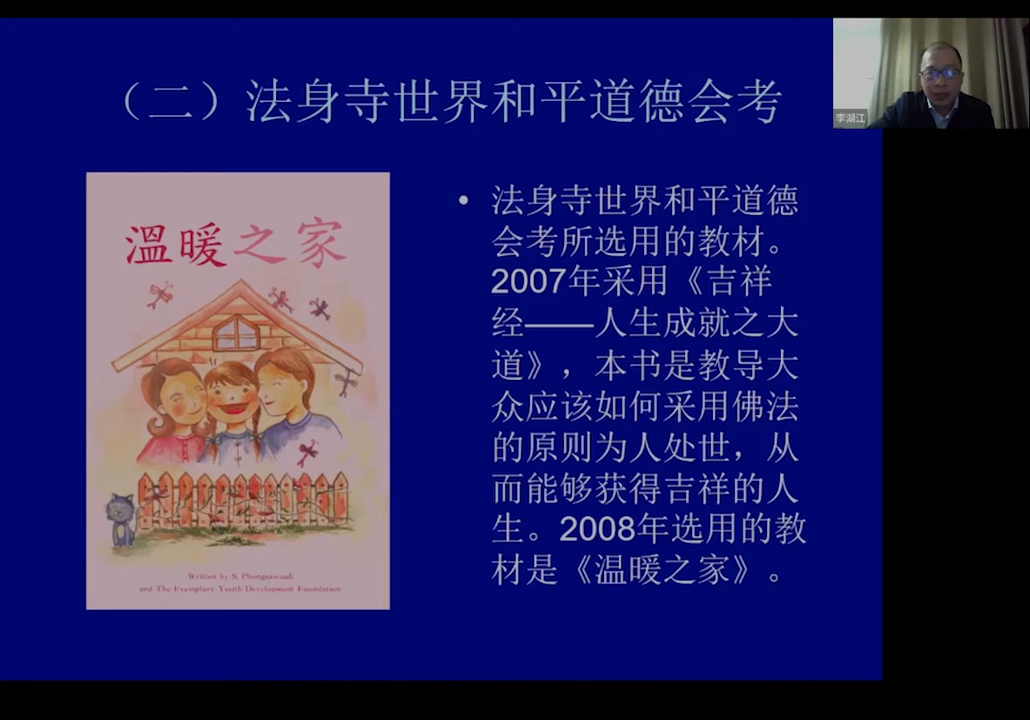 （二）法身寺世界和平道德会考
李湖江
溫暖之家
Written by S. Phongsawasdi
and The Exemplary Youth Development Foundation
• 法身寺世界和平道德
会考所选用的教材。
2007年采用《吉祥
经——人生成就之大
道》，本书是教导大
众应该如何采用佛法
的原则为人处世，从
而能够获得吉祥的人
生。2008年选用的教
材是《温暖之家》。